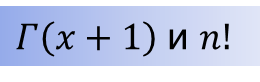 Γ(x + 1) и n!